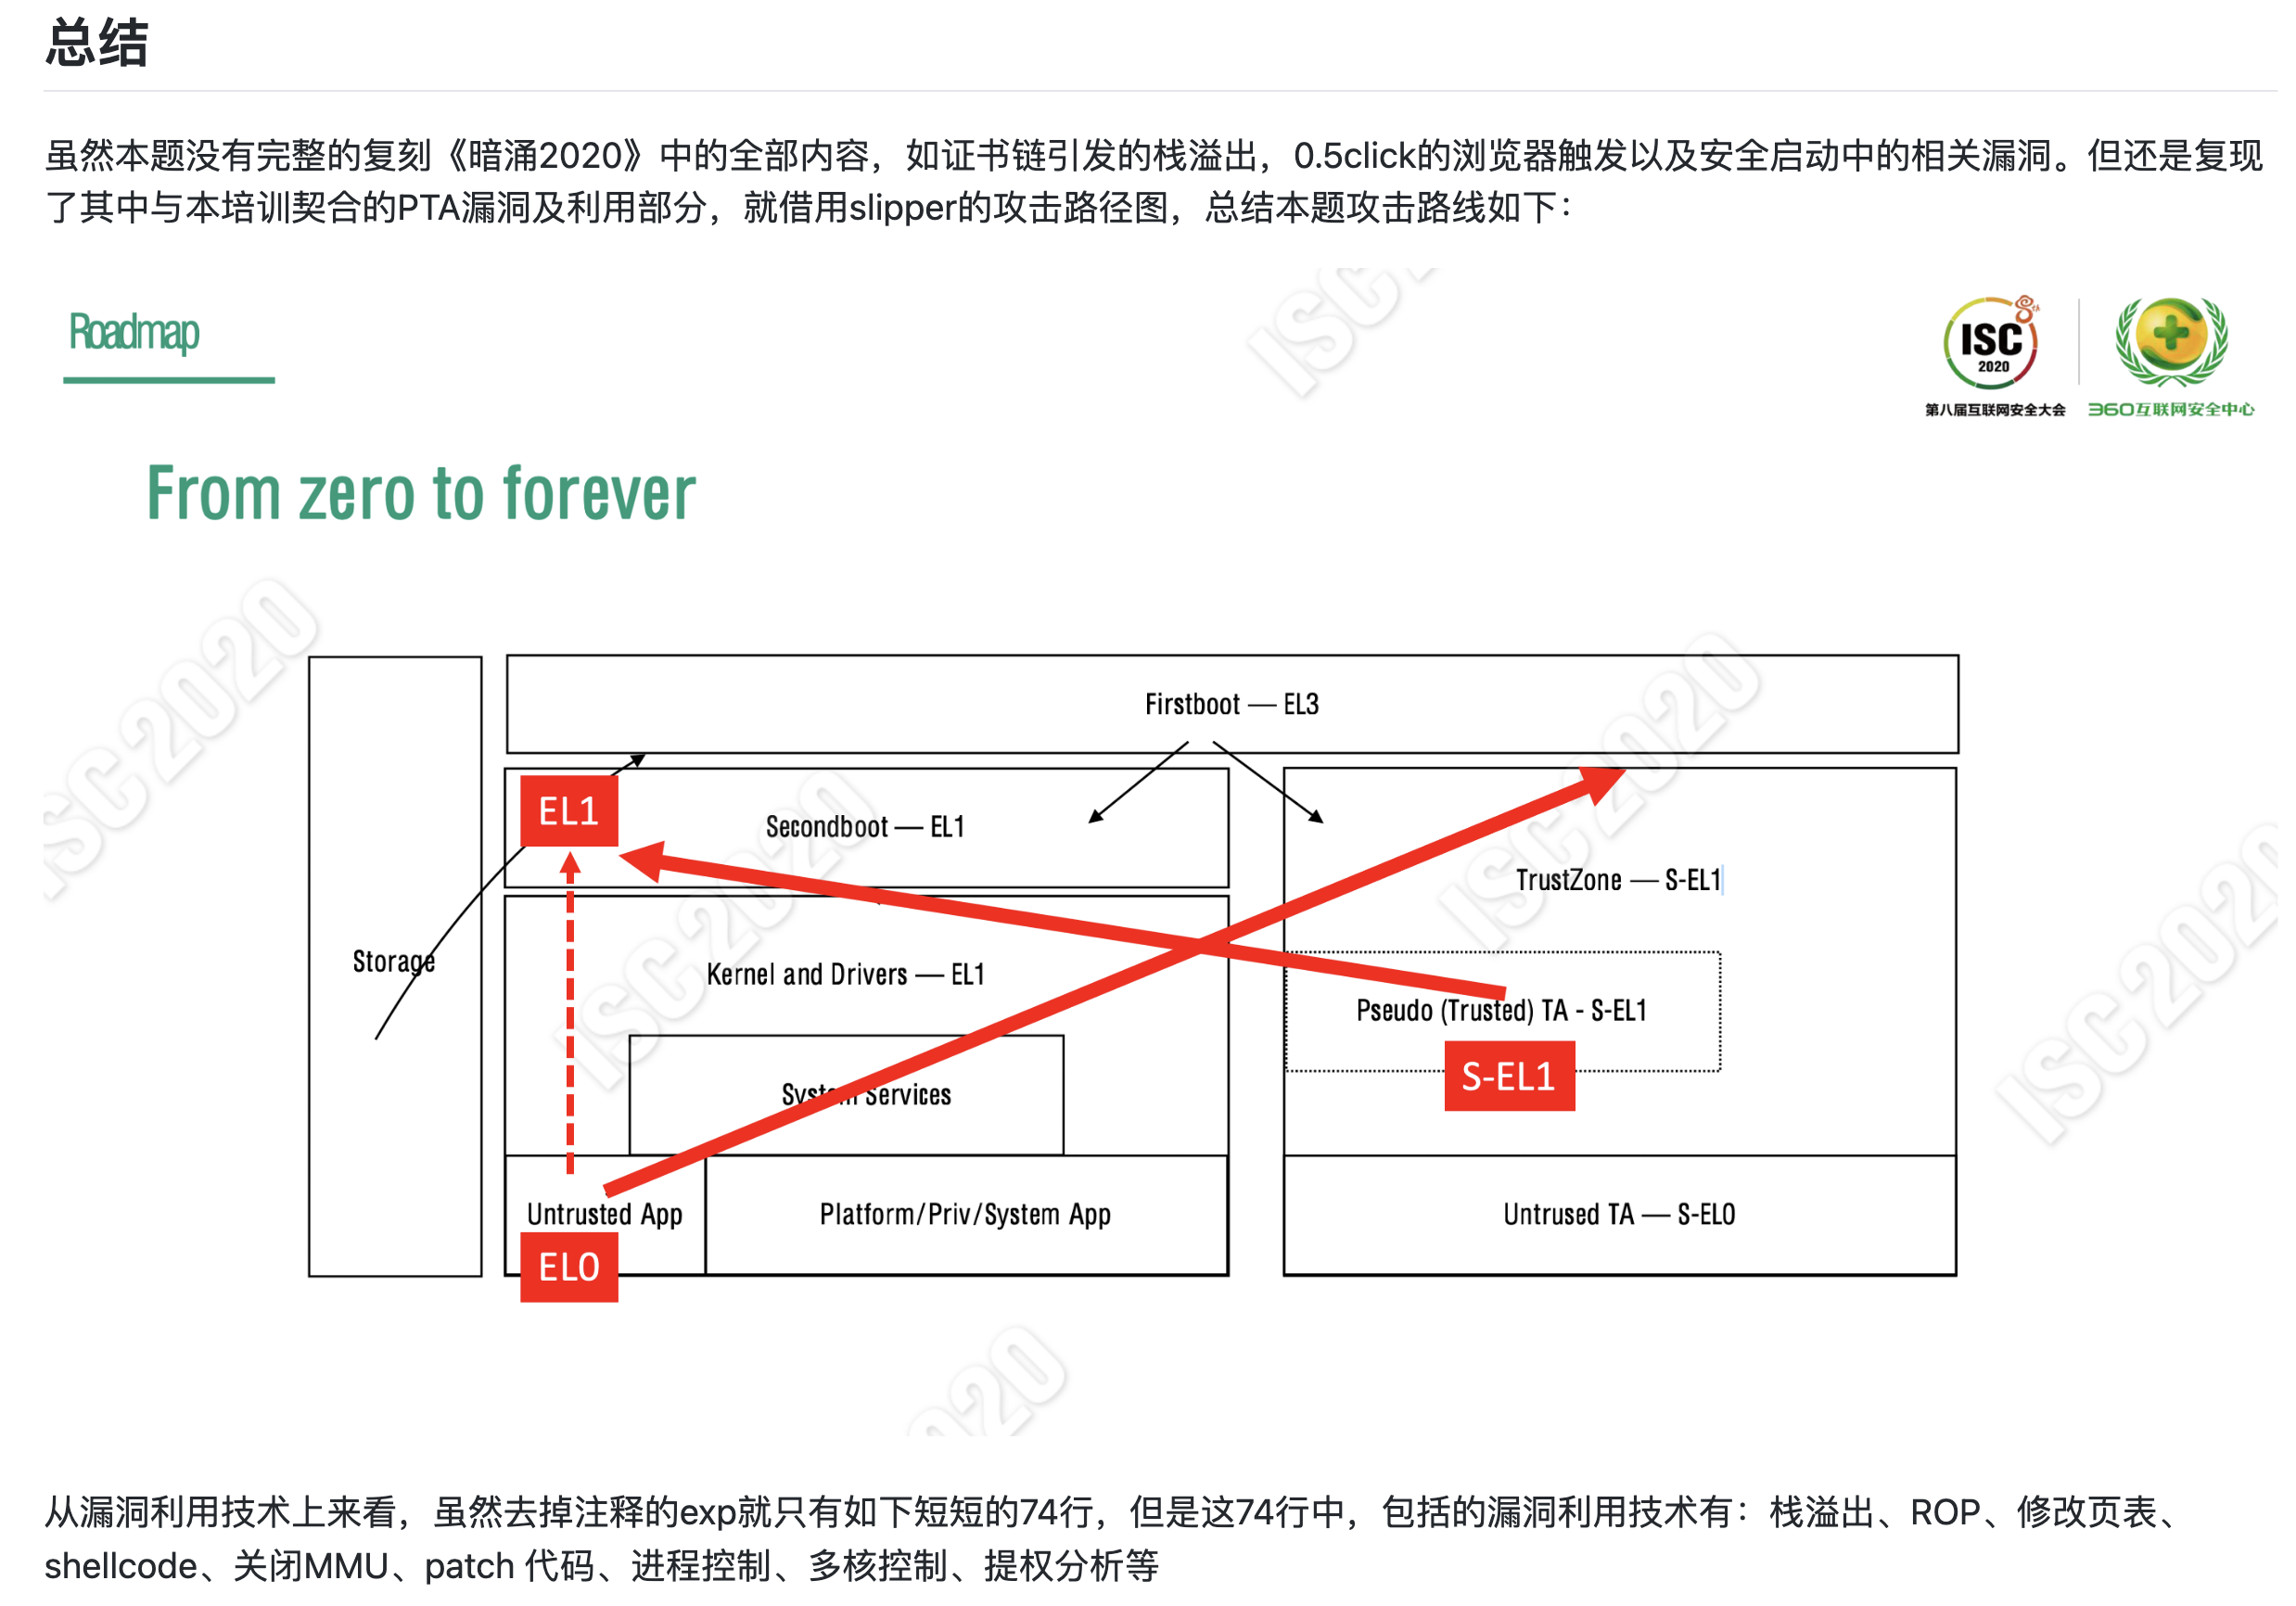 总结
虽然本题没有完整的复刻《暗涌2020》中的全部内容，如证书链引发的栈溢出，0.5click的浏览器触发以及安全启动中的相关漏洞。但还是复现
了其中与本培训契合的PTA漏洞及利用部分，就借用slipper的攻击路径图，总结本题攻击路线如下：
ISC 2020
Roadmap
ISC 8th
2020
第八届互联网安全大会
360互联网安全中心
From zero to forever
ISC 2020
ISC 2020
Firstboot — EL3
EL1
Secondboot — EL1
ISC 2020
TrustZone — S-EL1
Storage
Kernel and Drivers — EL1
Pseudo (Trusted) TA - S-EL1
ISC 2020
S-EL1
System Services
Untrusted App
Platform/Priv/System App
Untrused TA — S-EL0
EL0
2020
从漏洞利用技术上来看，虽然去掉注释的exp就只有如下短短的74行，但是这74行中，包括的漏洞利用技术有：栈溢出、ROP、修改页表、
shellcode、关闭MMU、patch 代码、进程控制、多核控制、提权分析等